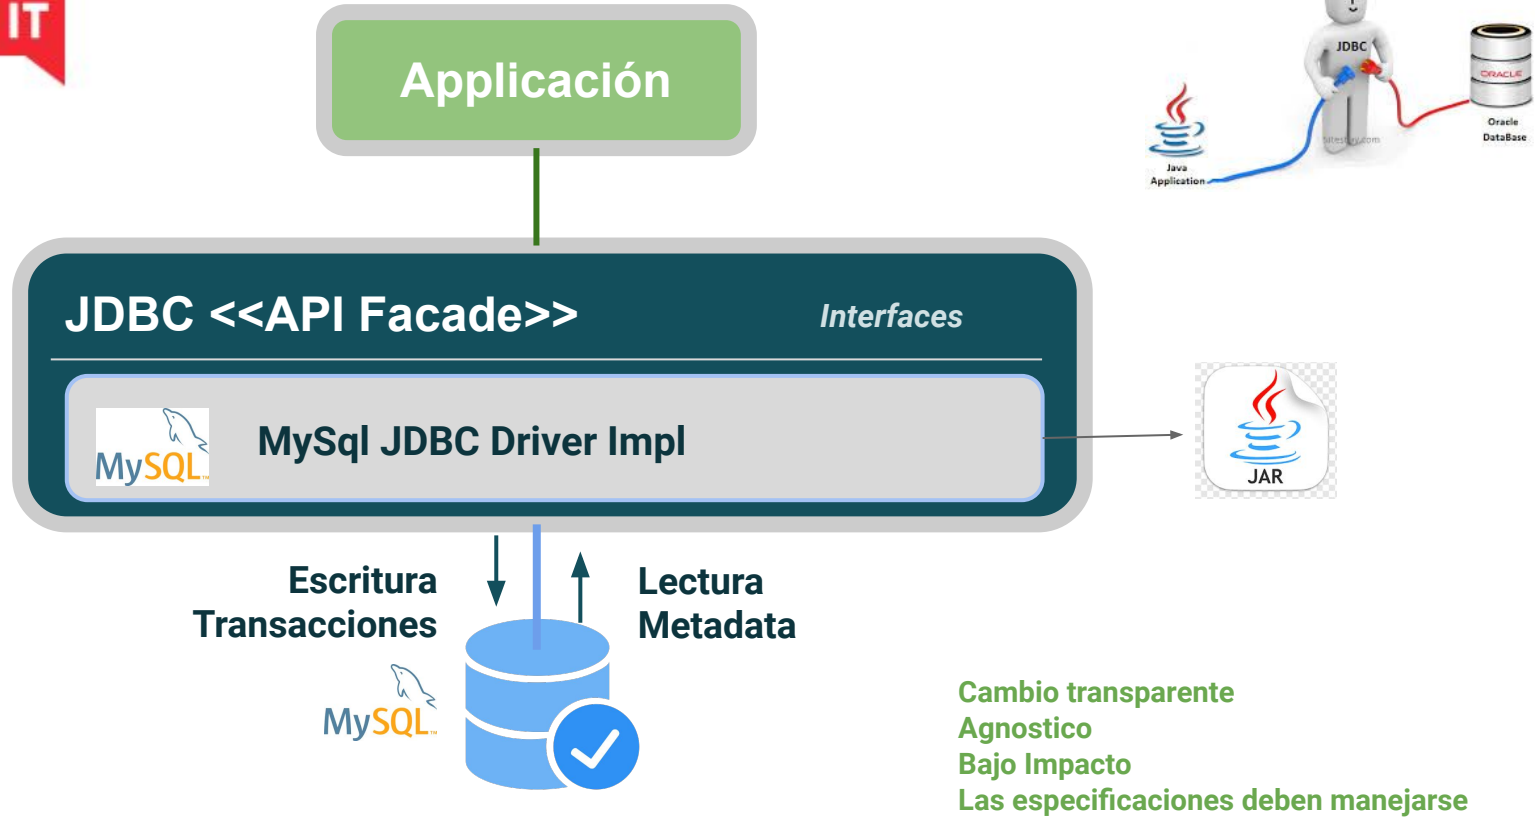 IT
Applicación
JDBC
ORACLE
Oracle
DataBase
Java
Application
JDBC <<API Facade>>
Interfaces
MySQL
MySql JDBC Driver Impl
JAR
Escritura
Transacciones
Lectura
Metadata
MySQL
Cambio transparente
Agnostico
Bajo Impacto
Las especificaciones deben manejarse